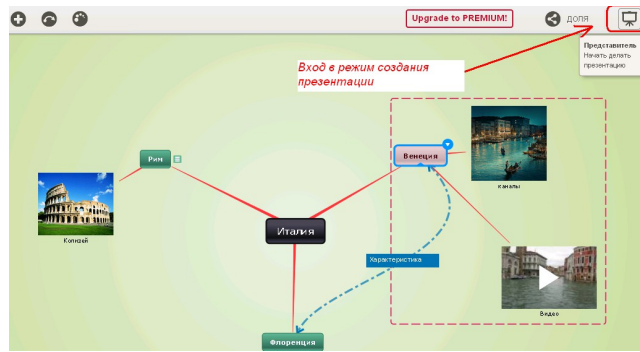 Upgrade to PREMIUM!
ДОЛЯ
Представитель
Начать делать
презентацию
Вход в режим создания
презентации
Рим
Венеция
каналы
Колизей
Италия
Характеристика
Видео
Флоренция